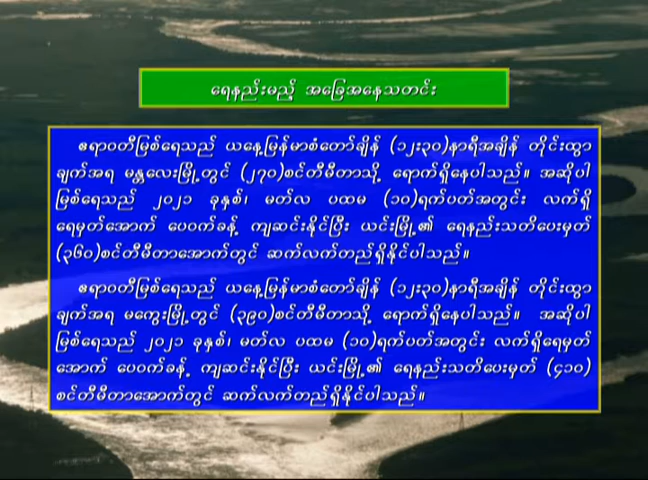 ရေနည်းမည့် အခြေအနေသတင်း
ဧရာဝတီမြစ်ရေသည် ယနေ့မြန်မာစံတော်ချိန် (၁၂း၃၀)နာရီအချိန် တိုင်းထွာ
ချက်အရ မန္တလေးမြို့တွင် (၂၇၀)စင်တီမီတာသို့ ရောက်ရှိနေပါသည်။ အဆိုပါ
မြစ်ရေသည် ၂၀၂၁ ခုနှစ်၊ မတ်လ ပထမ (၁၀)ရက်ပတ်အတွင်း လက်ရှိ
ရေမှတ်အောက် ပေဝက်ခန့် ကျဆင်းနိုင်ပြီး ယင်းမြို့၏ ရေနည်းသတိပေးမှတ်
(၃၆၀)စင်တီမီတာအောက်တွင် ဆက်လက်တည်ရှိနိုင်ပါသည်။
ဧရာဝတီမြစ်ရေသည် ယနေ့မြန်မာစံတော်ချိန် (၁၂း၃၀)နာရီအချိန် တိုင်းထွာ
ချက်အရ မကွေးမြို့တွင် (၃၉၀)စင်တီမီတာသို့ ရောက်ရှိနေပါသည်။ အဆိုပါ
မြစ်ရေသည် ၂၀၂၁ ခုနှစ်၊ မတ်လ ပထမ (၁၀)ရက်ပတ်အတွင်း လက်ရှိရေမှတ်
အောက် ပေဝက်ခန့် ကျဆင်းနိုင်ပြီး ယင်းမြို့၏ ရေနည်းသတိပေးမှတ် (၄၁၀)
စင်တီမီတာအောက်တွင် ဆက်လက်တည်ရှိနိုင်ပါသည်။